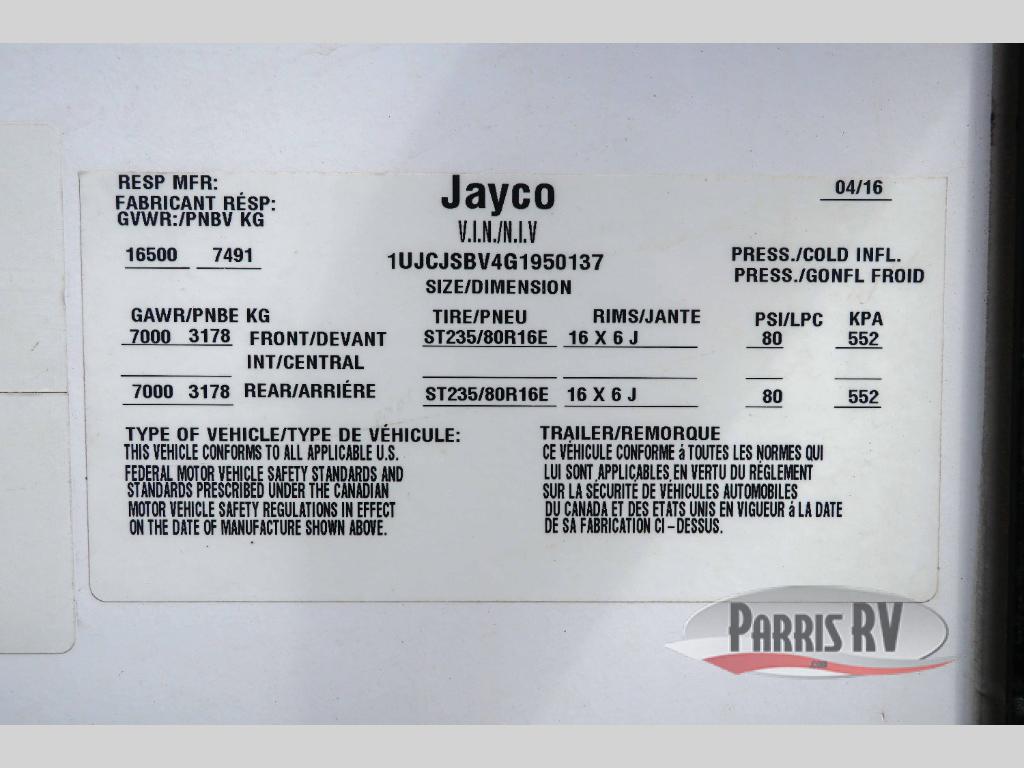 RESP MFR:
Jayco
04/16
FABRICANT RÉSP:
GVWR:/PNBV KG
V.I.N./N.I.V
16500 7491
1UJCJSBV4G1950137
PRESS./COLD INFL.
SIZE/DIMENSION
PRESS./GONFL FROID
GAWR/PNBE KG TIRE/PNEU RIMS/JANTE PSI/LPC KPA
7000 3178 FRONT/DEVANT ST235/80R16E 16 X 6 J 80 552
INT/CENTRAL
7000 3178 REAR/ARRIÉRE ST235/80R16E 16 X 6 J 80 552
TYPE OF VEHICLE/TYPE DE VÉHICULE: TRAILER/REMORQUE
THIS VEHICLE CONFORMS TO ALL APPLICABLE U.S.
FEDERAL MOTOR VEHICLE SAFETY STANDARDS AND
STANDARDS PRESCRIBED UNDER THE CANADIAN
MOTOR VEHICLE SAFETY REGULATIONS IN EFFECT
ON THE DATE OF MANUFACTURE SHOWN ABOVE.
CE VÉHICULE CONFORME á TOUTES LES NORMES QUI
LUI SONT APPLICABLES EN VERTU DU RÉGLEMENT
SUR LA SÉCURITÉ DE VÉHICULES AUTOMOBILES
DU CANADA ET DES ETATS UNIS EN VIGUEUR á LA DATE
DE SA FABRICATION CI-DESSUS.
PARRIS RV
.com